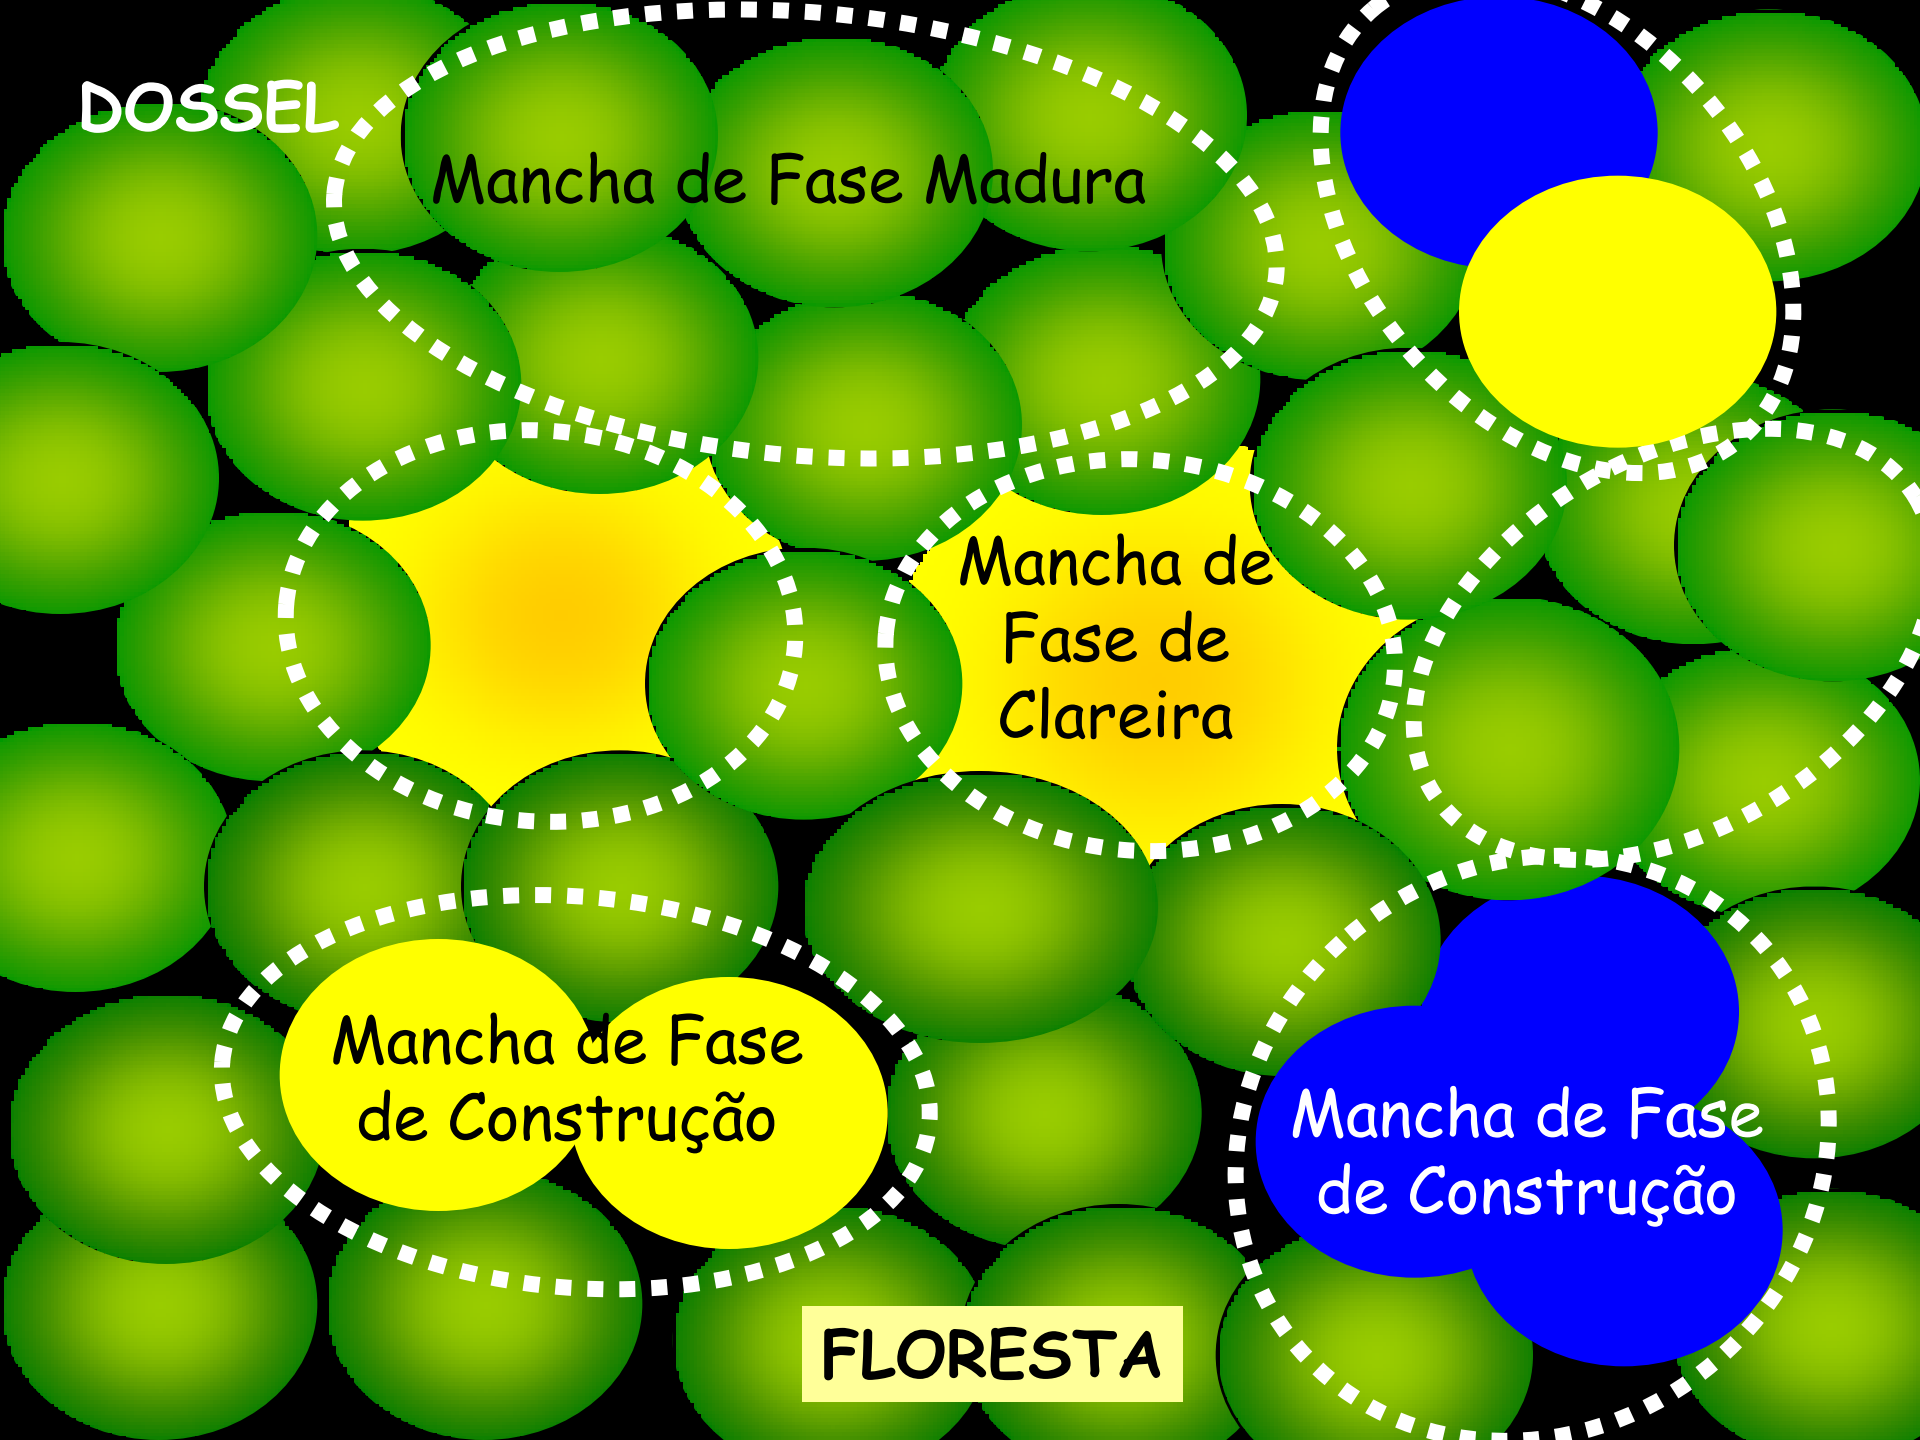 DOSSEL
Mancha de Fase Madura
Mancha de
Fase de
Clareira
Mancha de Fase
de Construção
Mancha de Fase
de Construção
FLORESTA